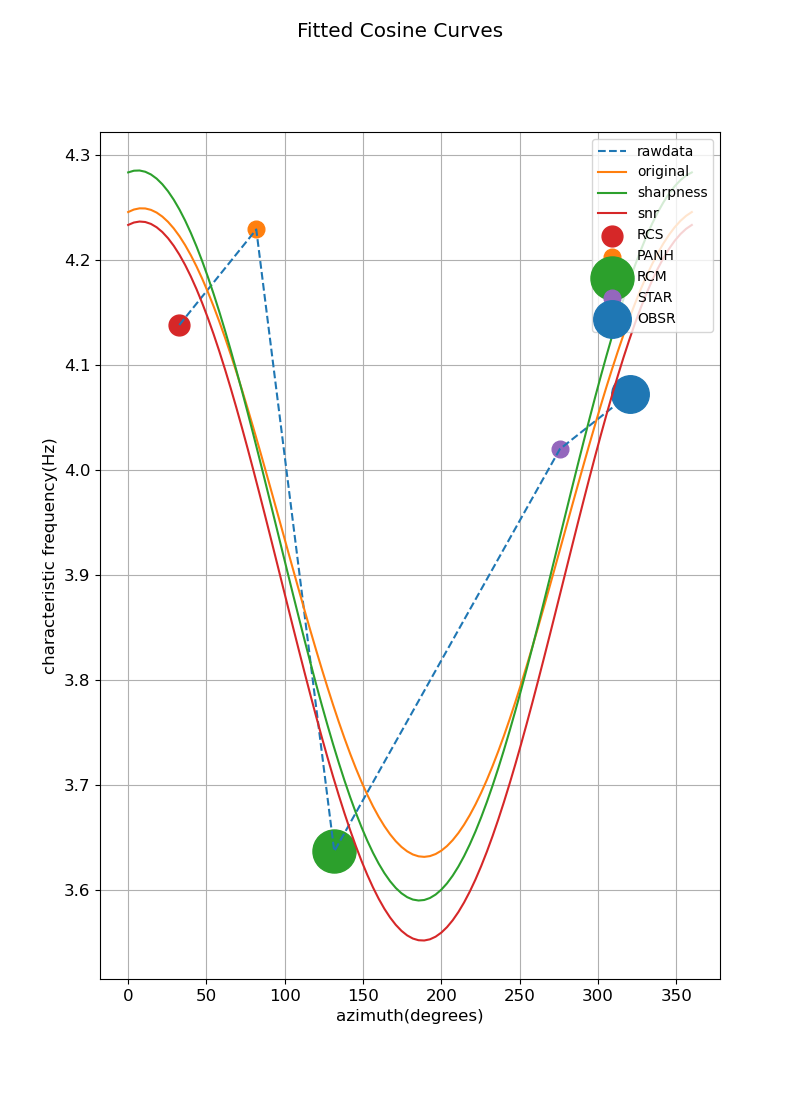 Fitted Cosine Curves
4.3
4.2
4.1
4.0
3.9
3.8
3.7
3.6
characteristic frequency(Hz)
rawdata
original
sharpness
snr
RCS
PANH
RCM
STAR
OBSR
0 50 100 150 200 250 300 350
azimuth(degrees)